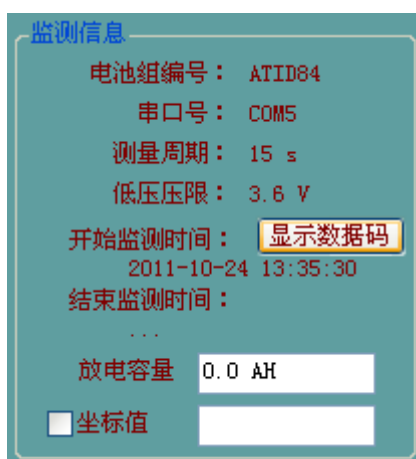 监测信息
电池组编号： ATID84
串口号： COM5
测量周期： 15 s
低压压限： 3.6 V
开始监测时间： 显示数据码
2011-10-24 13:35:30
结束监测时间：
...
放电容量 0.0 AH
坐标值